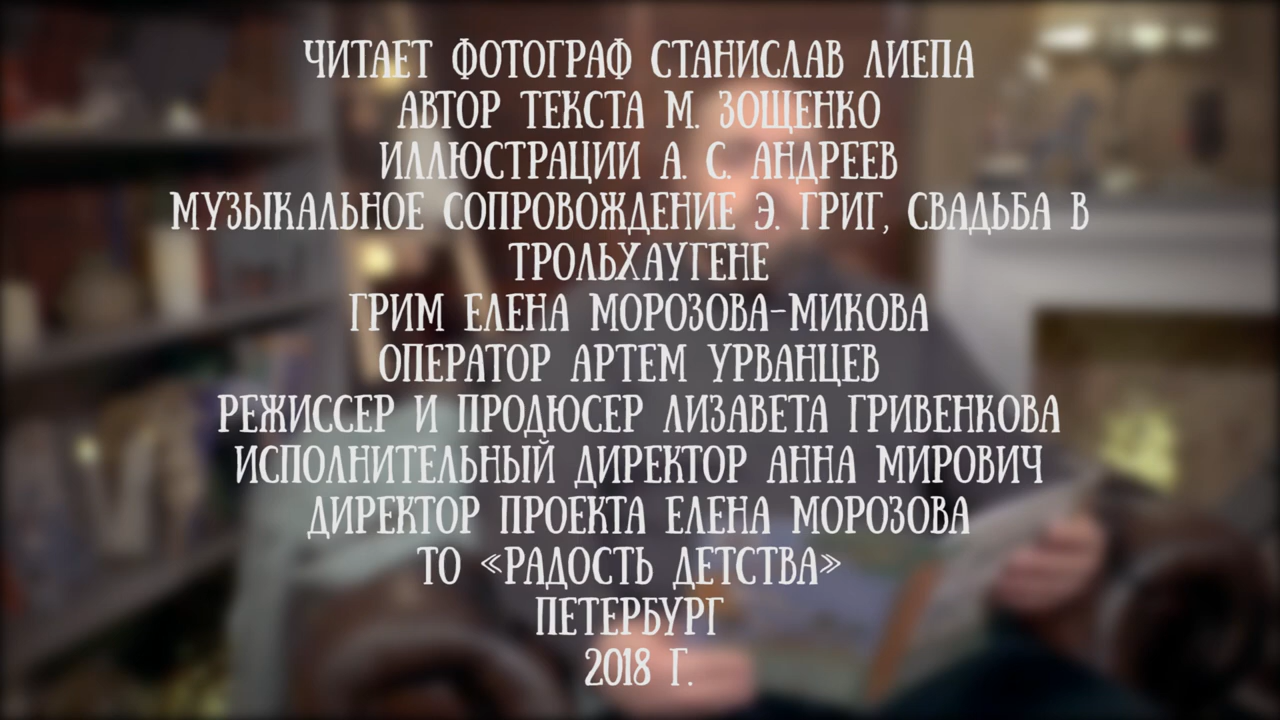 ЧИТАЕТ ФОТОГРАФ СТАНИСЛАВ ЛИЕПА
АВТОР ТЕКСТА М. ЗОЩЕНКО
ИЛЛЮСТРАЦИИ А. С. АНДРЕЕВ
МУЗЫКАЛЬНОЕ СОПРОВОЖДЕНИЕ Э. ГРИГ, СВАДЬБА В
ТРОЛЬХАУГЕНЕ
ГРИМ ЕЛЕНА МОРОЗОВА-МИКОВА
ОПЕРАТОР АРТЕМ УРВАНЦЕВ
РЕЖИССЕР И ПРОДЮСЕР ЛИЗАВЕТА ГРИВЕНКОВА
ИСПОЛНИТЕЛЬНЫЙ ДИРЕКТОР АННА МИРОВИЧ
ДИРЕКТОР ПРОЕКТА ЕЛЕНА МОРОЗОВА
ТО «РАДОСТЬ ДЕТСТВА»
ПЕТЕРБУРГ
2018 Г.